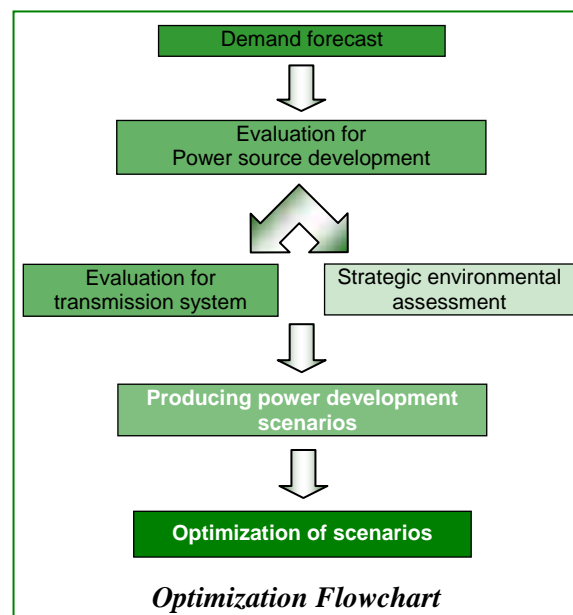 Demand forecast
Evaluation for
Power source development
Evaluation for
transmission system
Strategic environmental
assessment
Producing power development
scenarios
Optimization of scenarios
Optimization Flowchart